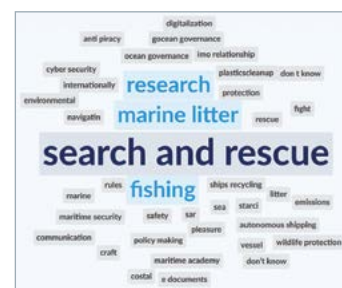 digitalization
anti piracy gocean governance
ocean governance imo relationship
cyber security research plasticscleanup don t know
internationally protection
environmental marine litter fight
navigatin rescue
search and rescue
rules fishing ships recycling
marine sea starci litter emissions
maritime security safety sar autonomous shipping
communication policy making pleasure vessel wildlife protection
craft maritime academy don't know
costal e documents